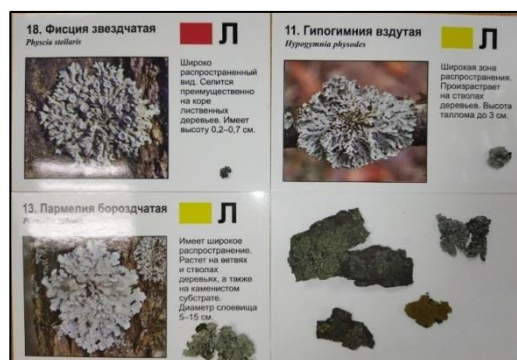 18. Фисция звездчатая
Physcia stellaris
Л
Широко
распространенный
вид. Селится
преимущественно
на коре
лиственных
деревьев. Имеет
высоту 0,2–0,7 см.
11. Гипогимния вздутая
Hypogymnia physodes
Л
Широкая зона
распространения.
Произрастает на
стволах
деревьев. Высота
таллома до 3 см.
13. Пармелия бороздчатая
Л
Имеет широкое
распространение.
Растет на ветвях
и стволах
деревьях, а также
на каменистом
субстрате.
Диаметр слоевища
5–15 см.